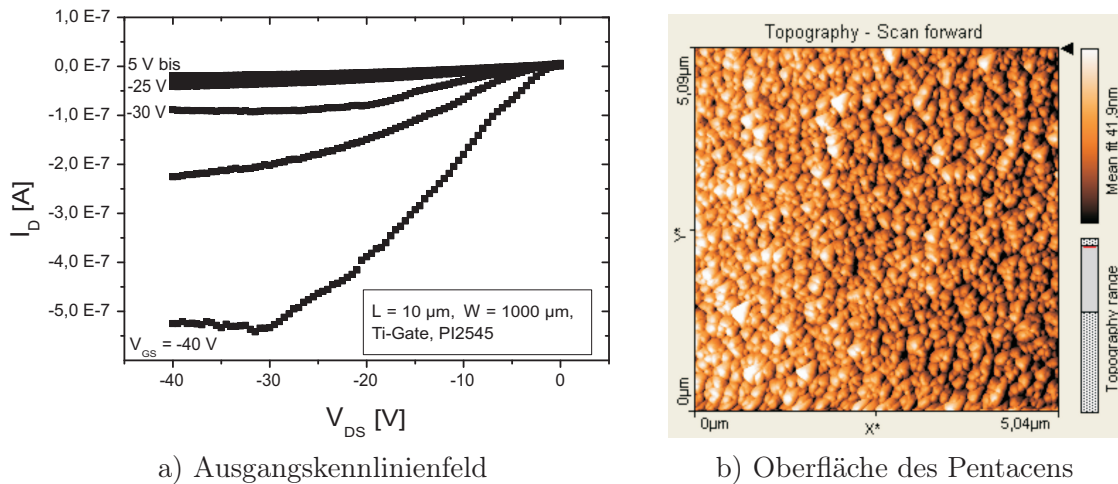 0,0 E-7
-1,0 E-7
-2,0 E-7
-3,0 E-7
-4,0 E-7
-5,0 E-7
I_D [A]
5 V bis
-25 V
-30 V
V_GS = -40 V
L = 10 µm, W = 1000 µm,
Ti-Gate, PI2545
-40 -30 -20 -10 0
V_DS [V]
a) Ausgangskennlinienfeld
Topography - Scan forward
5,09µm
Y*
0µm
0µm
X*
5,04µm
Mean fit 41,9nm
Topography range
b) Oberfläche des Pentacens